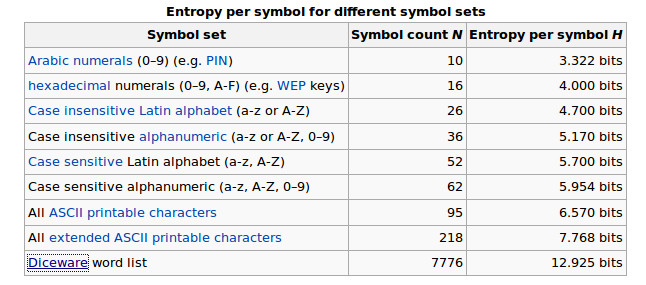 Entropy per symbol for different symbol sets
Symbol set Symbol count N Entropy per symbol H
Arabic numerals (0–9) (e.g. PIN) 10 3.322 bits
hexadecimal numerals (0–9, A-F) (e.g. WEP keys) 16 4.000 bits
Case insensitive Latin alphabet (a-z or A-Z) 26 4.700 bits
Case insensitive alphanumeric (a-z or A-Z, 0–9) 36 5.170 bits
Case sensitive Latin alphabet (a-z, A-Z) 52 5.700 bits
Case sensitive alphanumeric (a-z, A-Z, 0–9) 62 5.954 bits
All ASCII printable characters 95 6.570 bits
All extended ASCII printable characters 218 7.768 bits
Diceware word list 7776 12.925 bits